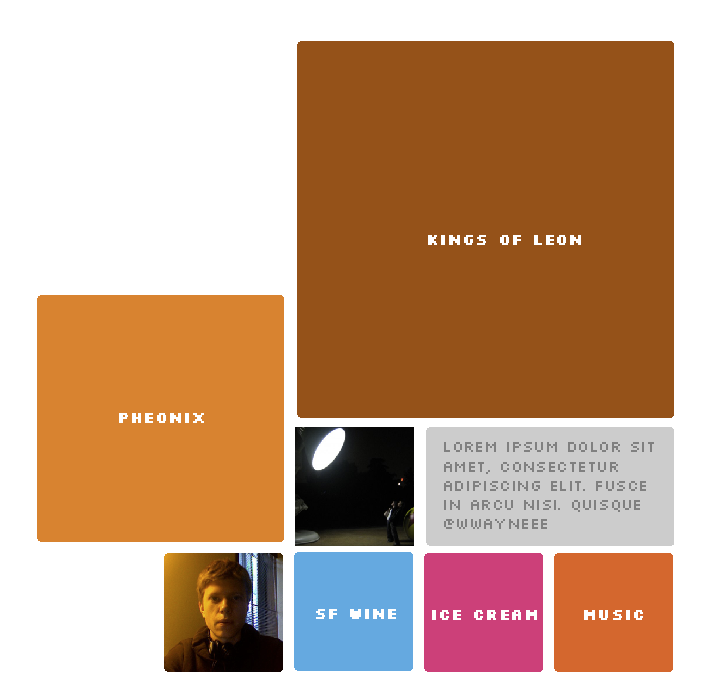 KINGS OF LEON
PHEONIX
LOREM IPSUM DOLOR SIT
AMET, CONSECTETUR
ADIPISCING ELIT. FUSCE
IN ARCU NISI. QUISQUE
@WWAYNEEE
SF WINE
ICE CREAM
MUSIC